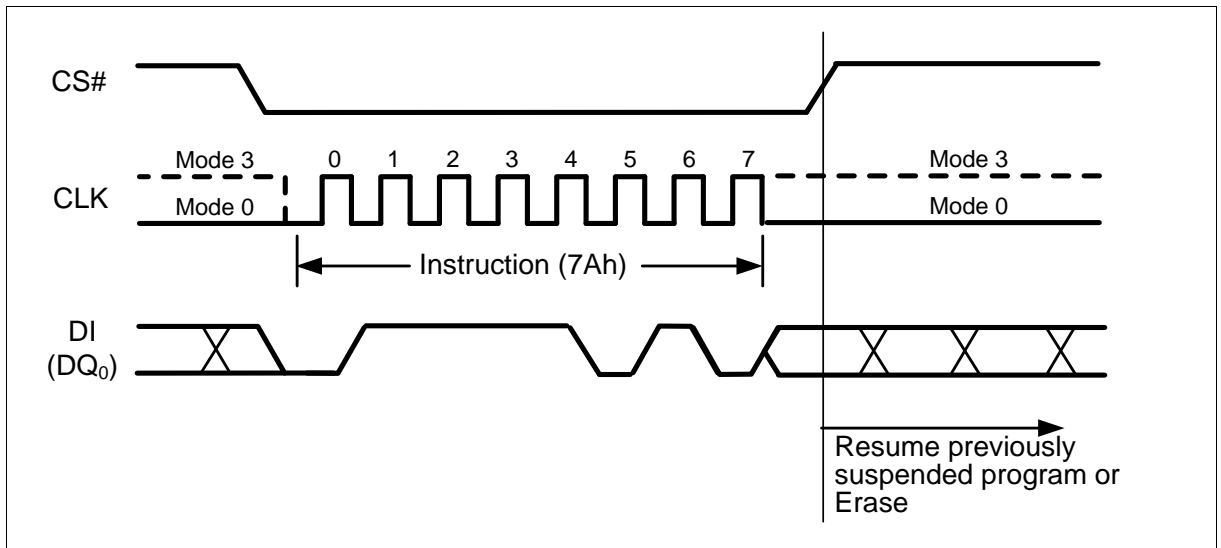 CS#
Mode 3 0 1 2 3 4 5 6 7 Mode 3
CLK
Mode 0 Mode 0
Instruction (7Ah)
DI
(DQ₀)
Resume previously
suspended program or
Erase